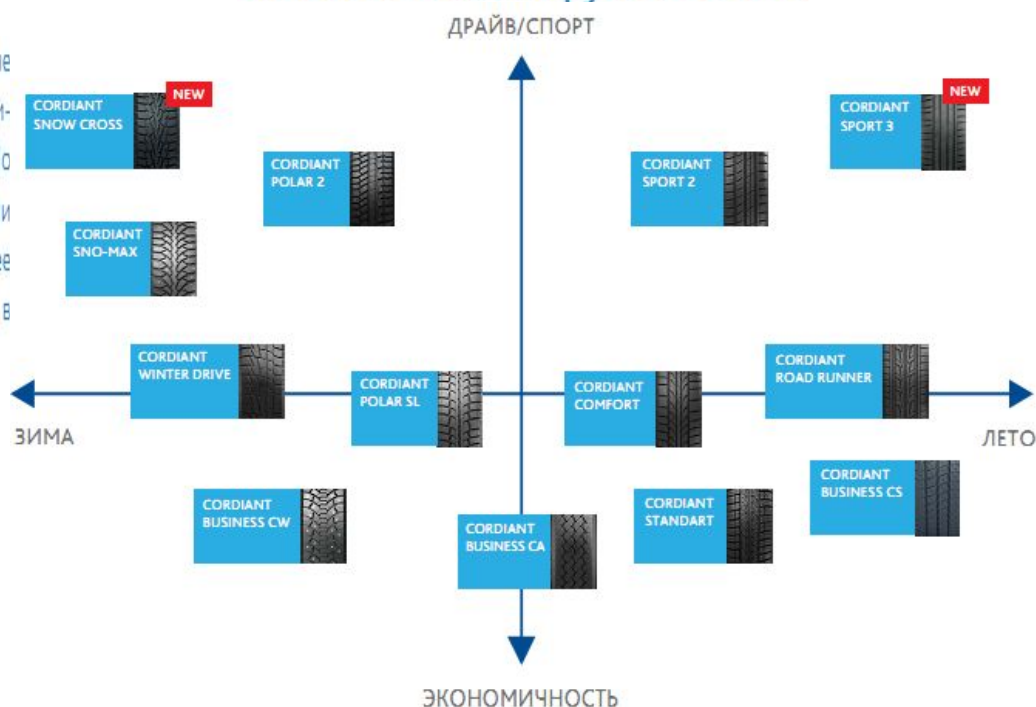 ДРАЙВ/СПОРТ
CORDIANT
SNOW CROSS
NEW
CORDIANT
SPORT 3
NEW
CORDIANT
POLAR 2
CORDIANT
SPORT 2
CORDIANT
SNO-MAX
CORDIANT
WINTER DRIVE
CORDIANT
POLAR SL
CORDIANT
COMFORT
CORDIANT
ROAD RUNNER
ЗИМА
ЛЕТО
CORDIANT
BUSINESS CW
CORDIANT
BUSINESS CA
CORDIANT
STANDART
CORDIANT
BUSINESS CS
ЭКОНОМИЧНОСТЬ